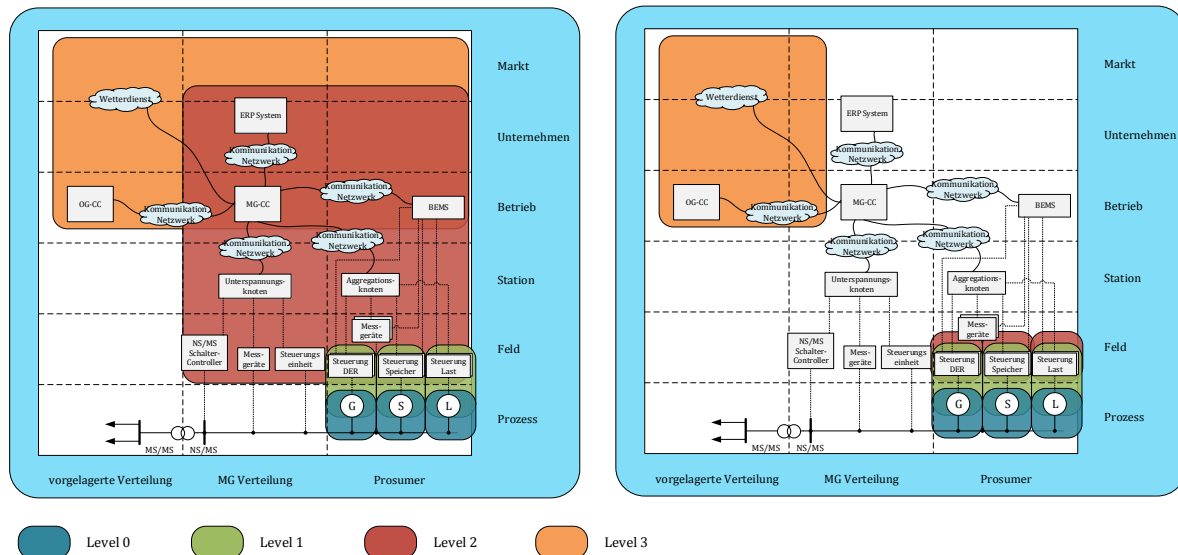 Markt
Wetterdienst
ERP System
Unternehmen
Kommunikation
Netzwerk
Kommunikation
Netzwerk
OG-CC
Kommunikation
Netzwerk
MG-CC
BEMS
Betrieb
Kommunikation
Netzwerk
Kommunikation
Netzwerk
Unterspannungs-
knoten
Aggregations-
knoten
Station
Mess-
geräte
NS/MS
Schalter-
Controller
Mess-
geräte
Steuerungs
einheit
Steuerung
DER
Steuerung
Speicher
Steuerung
Last
Feld
G
S
L
Prozess
MS/MS
NS/MS
vorgelagerte Verteilung
MG Verteilung
Prosumer
Markt
Wetterdienst
ERP System
Unternehmen
Kommunikation
Netzwerk
Kommunikation
Netzwerk
OG-CC
Kommunikation
Netzwerk
MG-CC
BEMS
Betrieb
Kommunikation
Netzwerk
Kommunikation
Netzwerk
Unterspannungs-
knoten
Aggregations-
knoten
Station
Mess-
geräte
NS/MS
Schalter-
Controller
Mess-
geräte
Steuerungs
einheit
Steuerung
DER
Steuerung
Speicher
Steuerung
Last
Feld
G
S
L
Prozess
MS/MS
NS/MS
vorgelagerte Verteilung
MG Verteilung
Prosumer
Level 0
Level 1
Level 2
Level 3